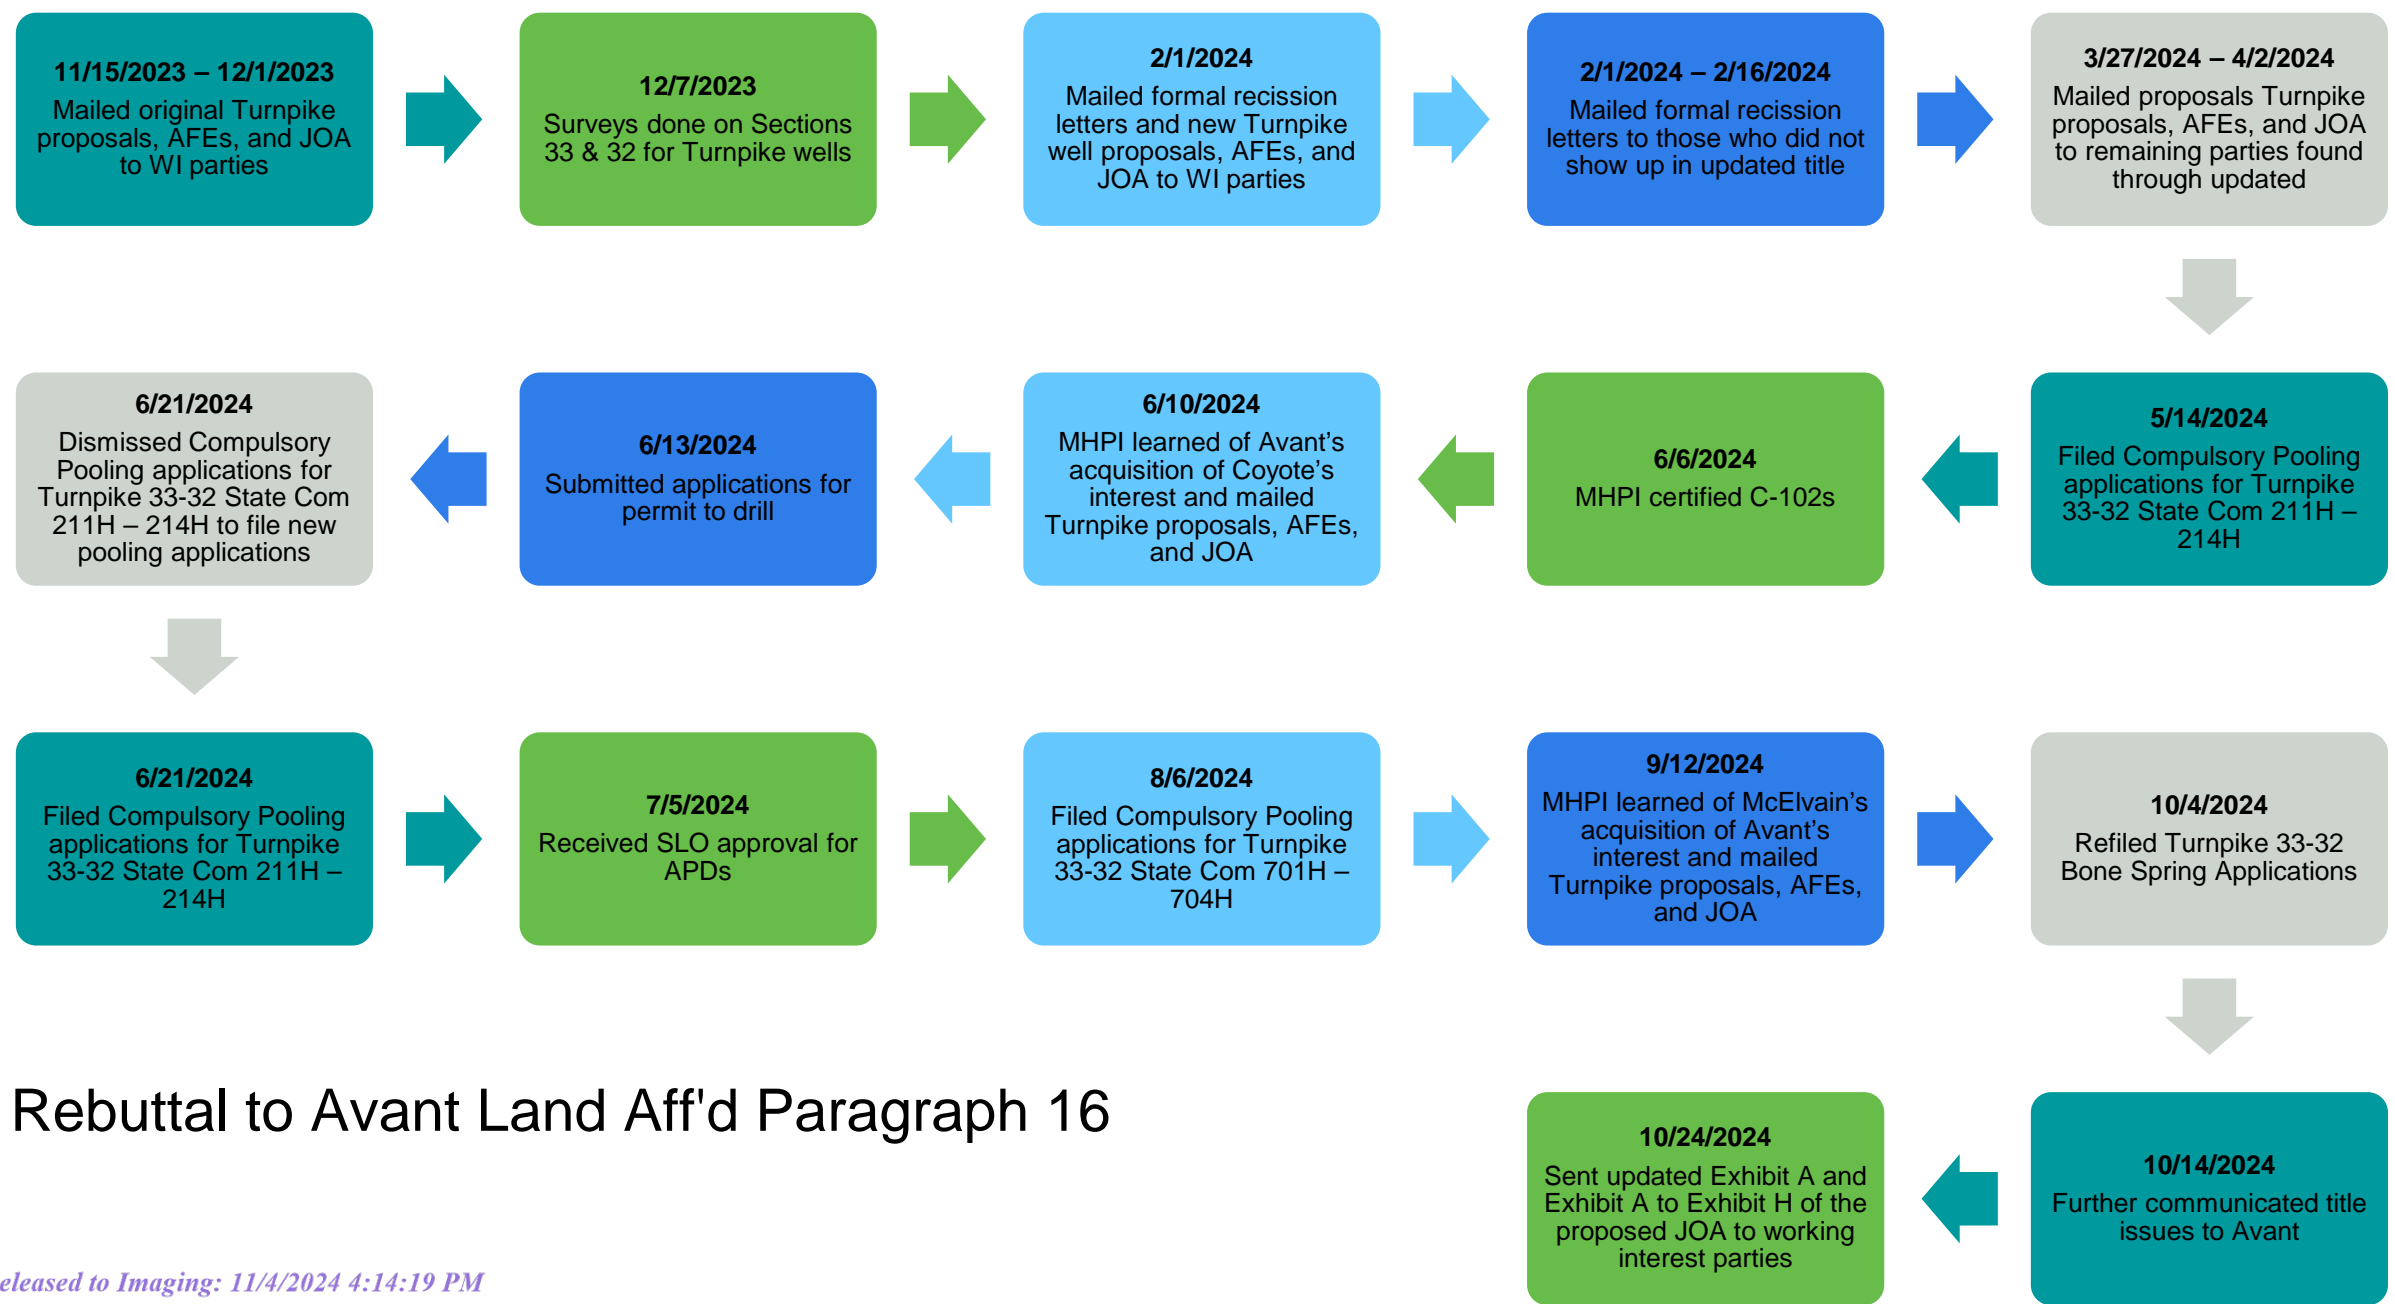 11/15/2023 – 12/1/2023
Mailed original Turnpike
proposals, AFEs, and JOA
to WI parties
12/7/2023
Surveys done on Sections
33 & 32 for Turnpike wells
2/1/2024
Mailed formal recission
letters and new Turnpike
well proposals, AFEs, and
JOA to WI parties
2/1/2024 – 2/16/2024
Mailed formal recission
letters to those who did not
show up in updated title
3/27/2024 – 4/2/2024
Mailed proposals Turnpike
proposals, AFEs, and JOA
to remaining parties found
through updated
5/14/2024
Filed Compulsory Pooling
applications for Turnpike
33-32 State Com 211H –
214H
6/6/2024
MHPI certified C-102s
6/10/2024
MHPI learned of Avant’s
acquisition of Coyote’s
interest and mailed
Turnpike proposals, AFEs,
and JOA
6/13/2024
Submitted applications for
permit to drill
6/21/2024
Dismissed Compulsory
Pooling applications for
Turnpike 33-32 State Com
211H – 214H to file new
pooling applications
6/21/2024
Filed Compulsory Pooling
applications for Turnpike
33-32 State Com 211H –
214H
7/5/2024
Received SLO approval for
APDs
8/6/2024
Filed Compulsory Pooling
applications for Turnpike
33-32 State Com 701H –
704H
9/12/2024
MHPI learned of McElvain’s
acquisition of Avant’s
interest and mailed
Turnpike proposals, AFEs,
and JOA
10/4/2024
Refiled Turnpike 33-32
Bone Spring Applications
10/14/2024
Further communicated title
issues to Avant
10/24/2024
Sent updated Exhibit A and
Exhibit A to Exhibit H of the
proposed JOA to working
interest parties
Rebuttal to Avant Land Aff'd Paragraph 16
eleased to Imaging: 11/4/2024 4:14:19 PM